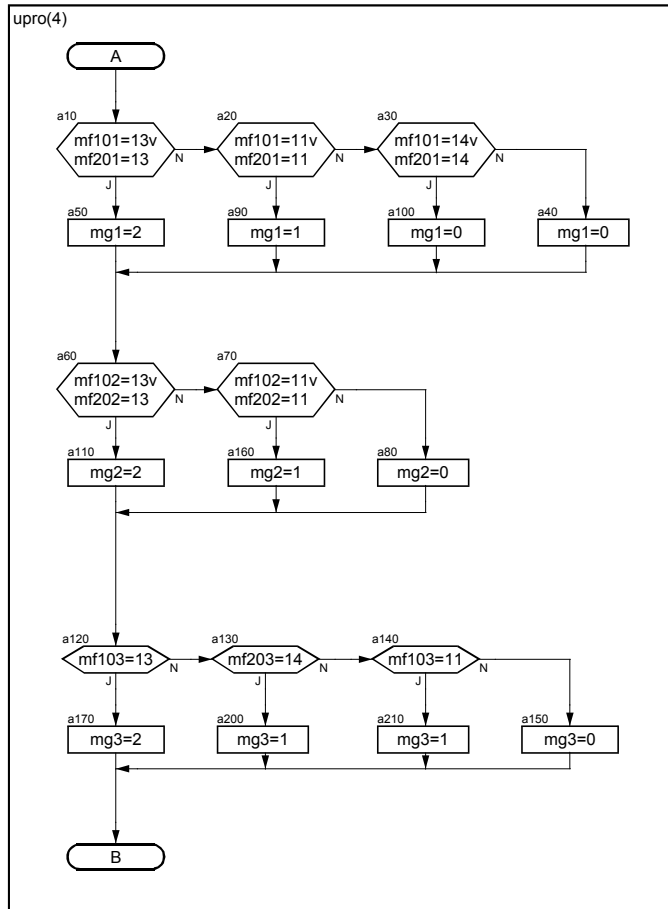 upro(4)
A
a10
mf101=13v
mf201=13
N
J
a20
mf101=11v
mf201=11
N
J
a30
mf101=14v
mf201=14
N
J
a50
mg1=2
a90
mg1=1
a100
mg1=0
a40
mg1=0
a60
mf102=13v
mf202=13
N
J
a70
mf102=11v
mf202=11
N
J
a110
mg2=2
a160
mg2=1
a80
mg2=0
a120
mf103=13
N
J
a130
mf203=14
N
J
a140
mf103=11
N
J
a170
mg3=2
a200
mg3=1
a210
mg3=1
a150
mg3=0
B